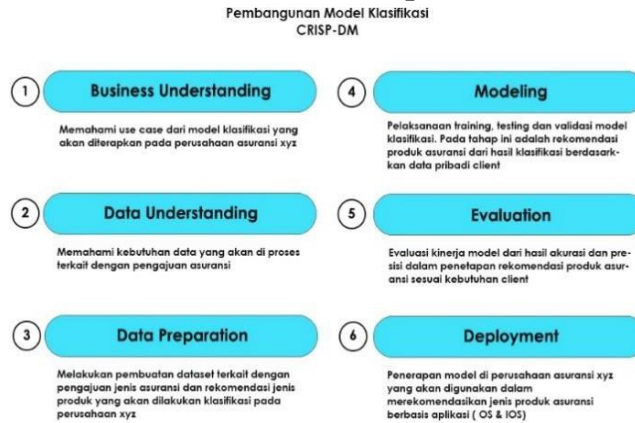 Pembangunan Model Klasifikasi
CRISP-DM
1
Business Understanding
Memahami use case dari model klasifikasi yang
akan diterapkan pada perusahaan asuransi xyz
2
Data Understanding
Memahami kebutuhan data yang akan di proses
terkait dengan pengajuan asuransi
3
Data Preparation
Melakukan pembuatan dataset terkait dengan
pengajuan jenis asuransi dan rekomendasi jenis
produk yang akan dilakukan klasifikasi pada
perusahaan xyz
4
Modeling
Pelaksanaan training, testing dan validasi model
klasifikasi. Pada tahap ini adalah rekomendasi
produk asuransi dari hasil klasifikasi berdasark-
kan data pribadi client
5
Evaluation
Evaluasi kinerja model dari hasil akurasi dan pre-
sisi dalam penetapan rekomendasi produk asur-
ansi sesuai kebutuhan client
6
Deployment
Penerapan model di perusahaan asuransi xyz
yang akan digunakan dalam
merekomendasikan jenis produk asuransi
berbasis aplikasi ( OS & IOS)